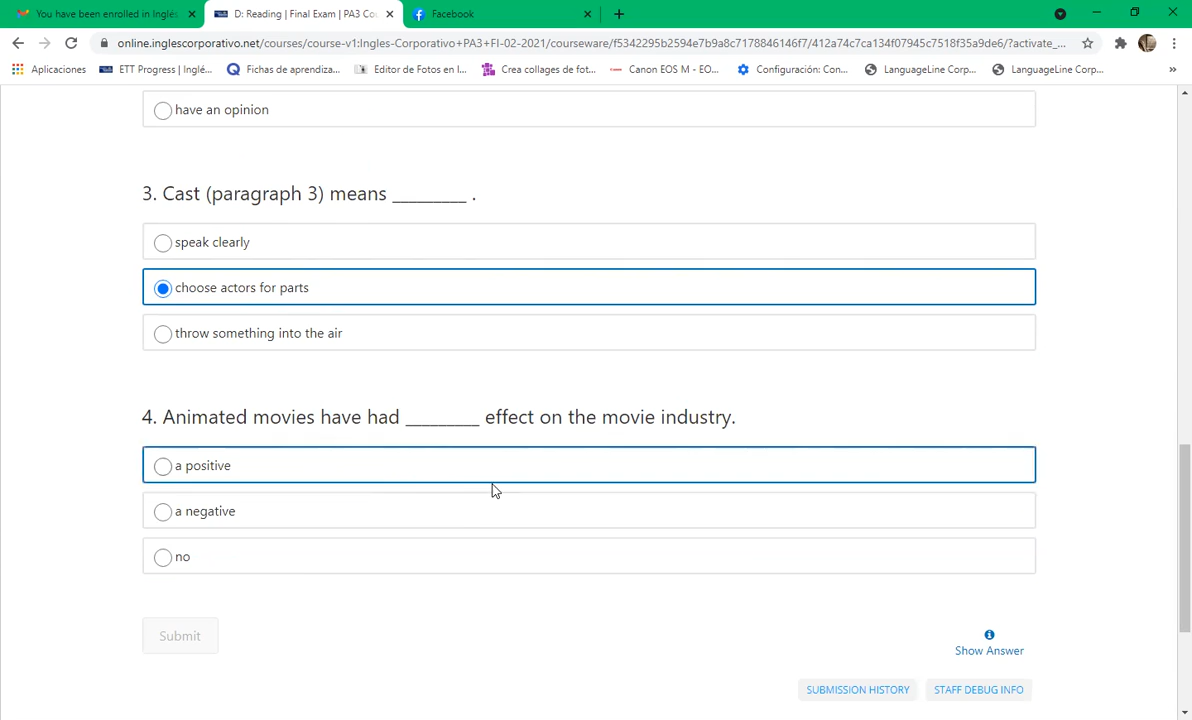 You have been enrolled in Inglés
D: Reading | Final Exam | PA3 Cou
Facebook
online.inglescorporativo.net/courses/course-v1:Ingles-Corporativo+PA3+FI-02-2021/courseware/f5342295b2594e7b9a8c7178846146f7/412a74c7ca134f07945c7518f35a9de6/?activate_...
Aplicaciones
ETT Progress | Inglé...
Fichas de aprendiza...
Editor de Fotos en l...
Crea collages de fot...
Canon EOS M - EO...
Configuración: Con...
LanguageLine Corp...
LanguageLine Corp...
»
have an opinion
3. Cast (paragraph 3) means _________ .
speak clearly
choose actors for parts
throw something into the air
4. Animated movies have had _________ effect on the movie industry.
a positive
a negative
no
Submit
Show Answer
SUBMISSION HISTORY
STAFF DEBUG INFO